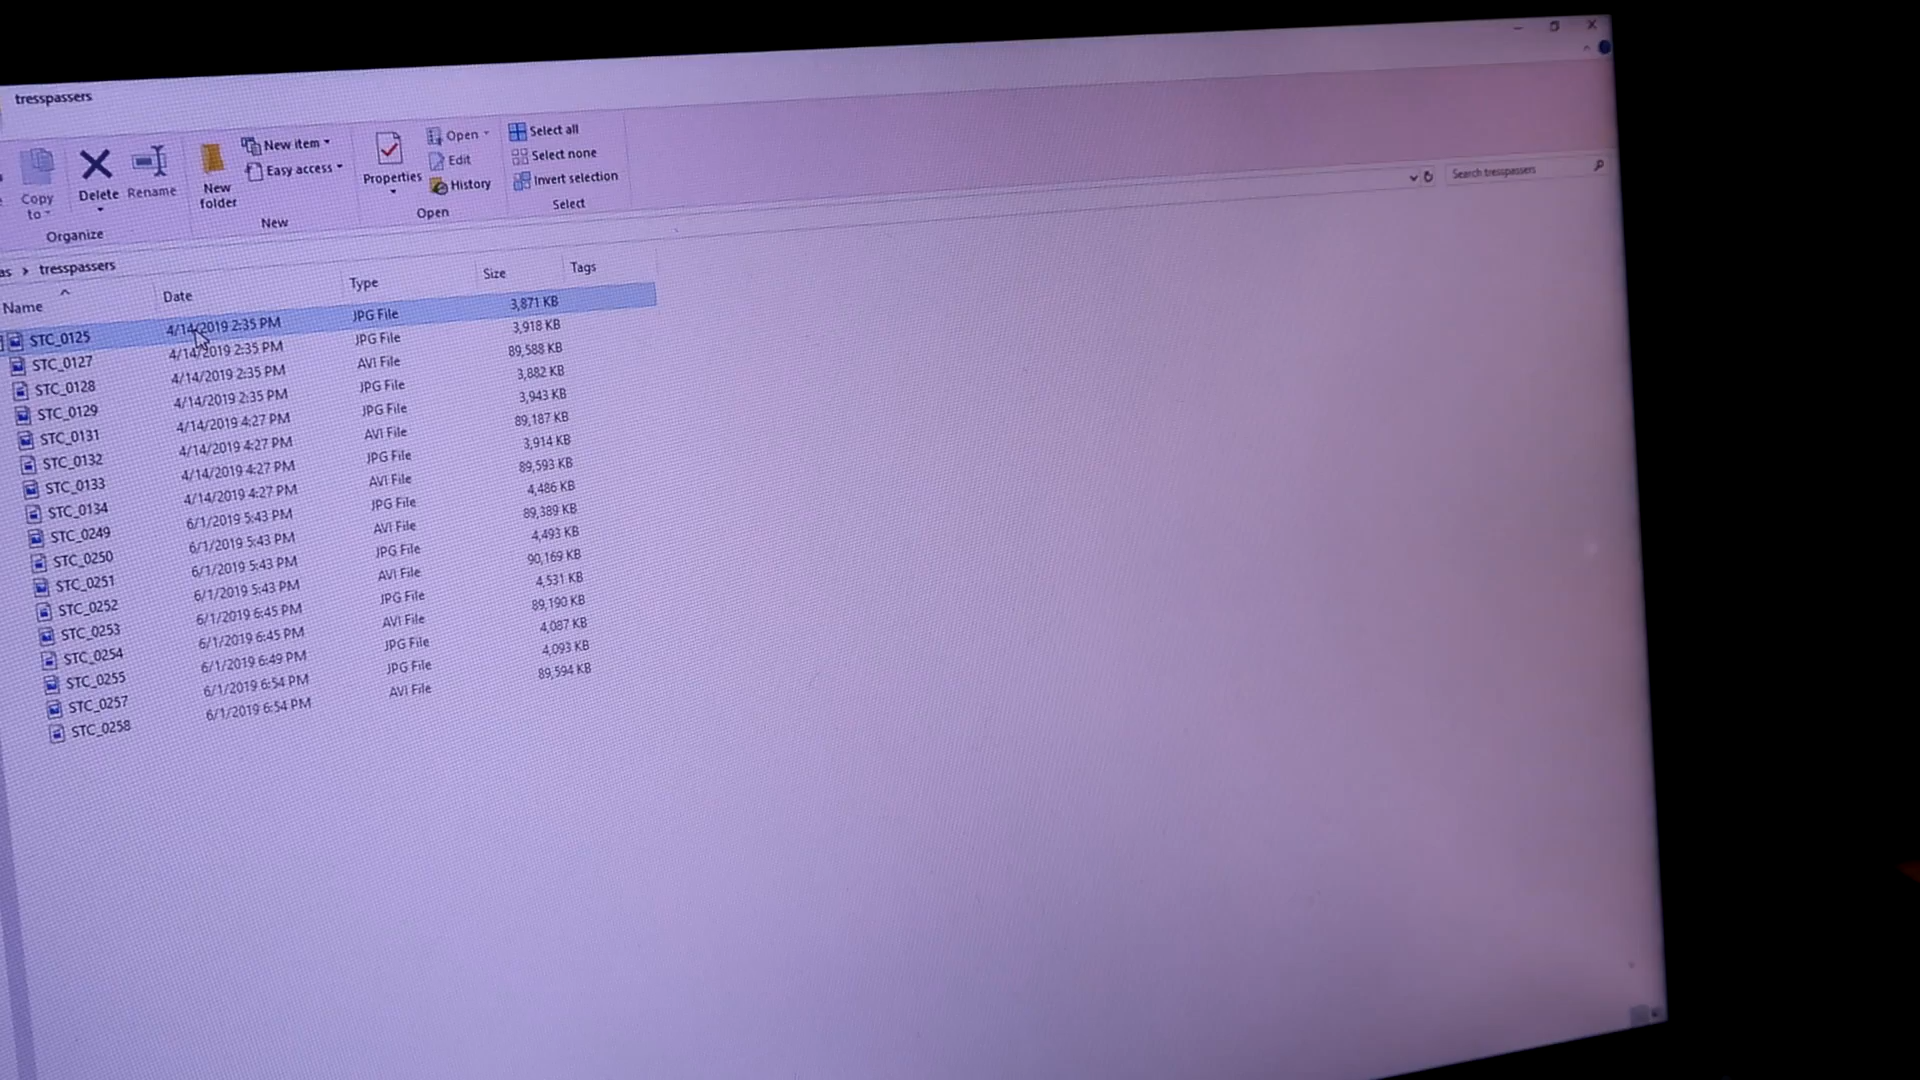 tresspassers
Copy to
Delete
Rename
Organize
New folder
New item
Easy access
New
Properties
Open
Edit
History
Open
Select all
Select none
Invert selection
Select
as > tresspassers
Search tresspassers
Name Date Type Size Tags
STC_0125 4/14/2019 2:35 PM JPG File 3,871 KB
STC_0127 4/14/2019 2:35 PM JPG File 3,918 KB
STC_0128 4/14/2019 2:35 PM AVI File 89,588 KB
STC_0129 4/14/2019 2:35 PM JPG File 3,882 KB
STC_0131 4/14/2019 4:27 PM JPG File 3,943 KB
STC_0132 4/14/2019 4:27 PM AVI File 89,187 KB
STC_0133 4/14/2019 4:27 PM JPG File 3,914 KB
STC_0134 4/14/2019 4:27 PM AVI File 89,593 KB
STC_0249 6/1/2019 5:43 PM JPG File 4,486 KB
STC_0250 6/1/2019 5:43 PM AVI File 89,389 KB
STC_0251 6/1/2019 5:43 PM JPG File 4,493 KB
STC_0252 6/1/2019 5:43 PM AVI File 90,169 KB
STC_0253 6/1/2019 6:45 PM JPG File 4,531 KB
STC_0254 6/1/2019 6:45 PM AVI File 89,190 KB
STC_0255 6/1/2019 6:49 PM JPG File 4,087 KB
STC_0257 6/1/2019 6:54 PM JPG File 4,093 KB
STC_0258 6/1/2019 6:54 PM AVI File 89,594 KB